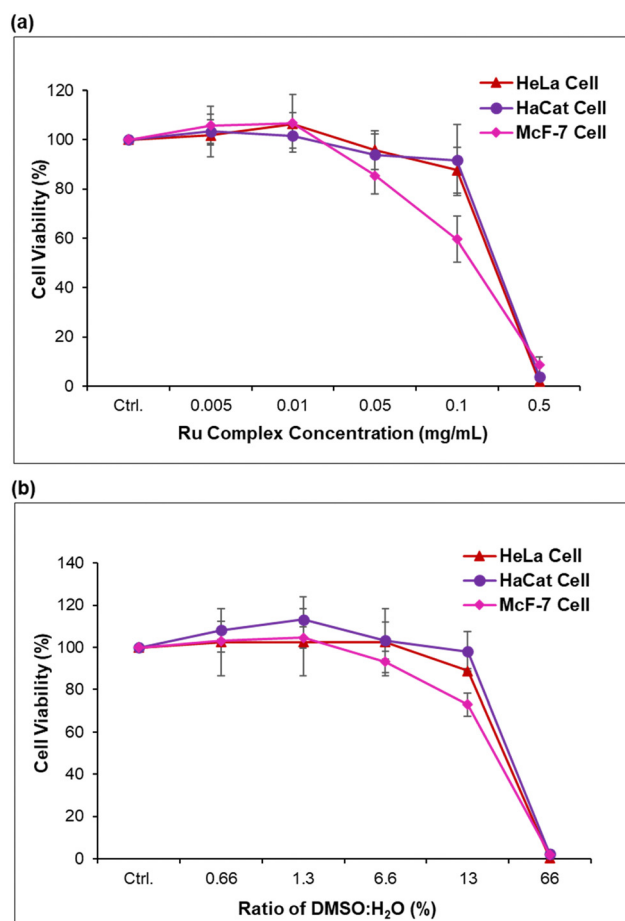 (a)
120
100
80
60
40
20
0
Cell Viability (%)
HeLa Cell
HaCat Cell
McF-7 Cell
Ctrl. 0.005 0.01 0.05 0.1 0.5
Ru Complex Concentration (mg/mL)
(b)
140
120
100
80
60
40
20
0
Cell Viability (%)
HeLa Cell
HaCat Cell
McF-7 Cell
Ctrl. 0.66 1.3 6.6 13 66
Ratio of DMSO:H₂O (%)